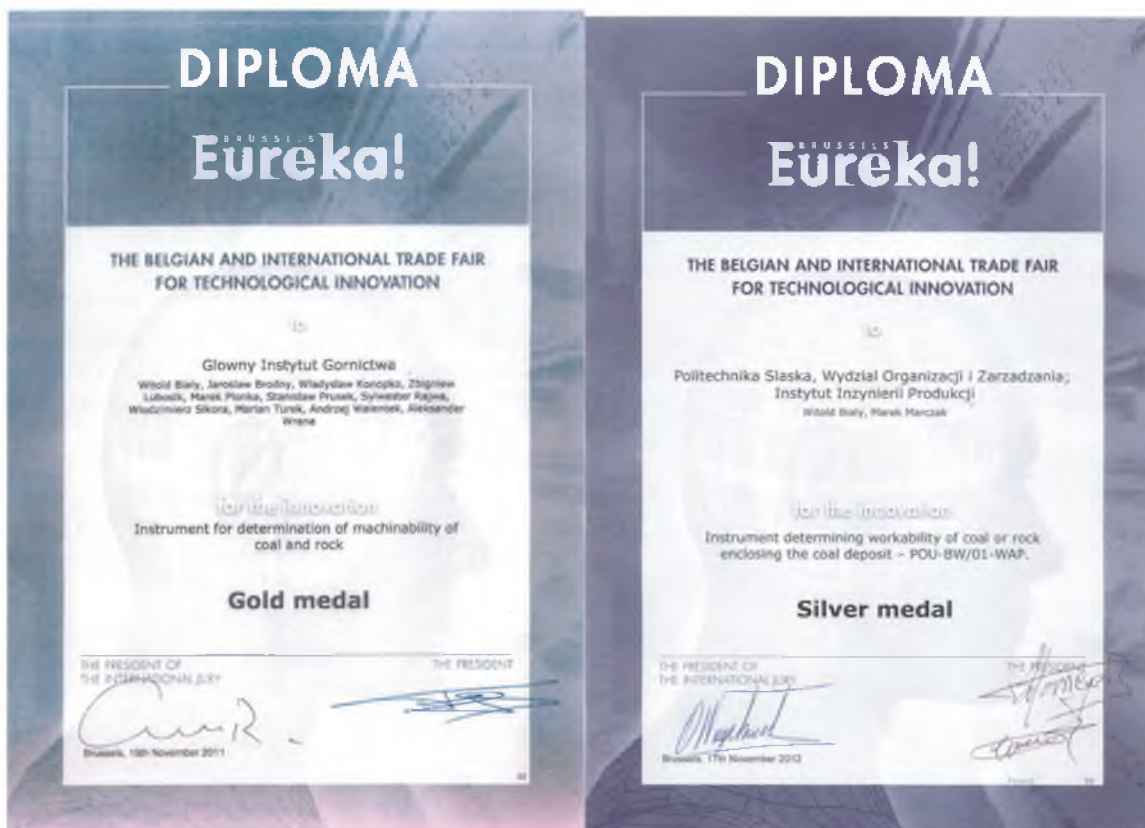 DIPLOMA
BRUSSELS
Eureka!
THE BELGIAN AND INTERNATIONAL TRADE FAIR
FOR TECHNOLOGICAL INNOVATION
to
Glowny Instytut Gornictwa
Witold Bialy, Jaroslaw Brodny, Wladyslaw Konopko, Zbigniew
Lubosik, Marek Plonka, Stanislaw Prusek, Sylwester Rajwa,
Wlodzimierz Sikora, Marian Turek, Andrzej Walentek, Aleksander
Wrana
for the innovation
Instrument for determination of machinability of
coal and rock
Gold medal
THE PRESIDENT OF
THE INTERNATIONAL JURY
THE PRESIDENT
Brussels, November 2011
DIPLOMA
BRUSSELS
Eureka!
THE BELGIAN AND INTERNATIONAL TRADE FAIR
FOR TECHNOLOGICAL INNOVATION
to
Politechnika Slaska, Wydzial Organizacji i Zarzadzania;
Instytut Inzynierii Produkcji
Witold Bialy, Marek Marczak
for the innovation
Instrument determining workability of coal or rock
enclosing the coal deposit – POU-BW/01-WAP.
Silver medal
THE PRESIDENT OF
THE INTERNATIONAL JURY
THE PRESIDENT
Brussels, 17th November 2012